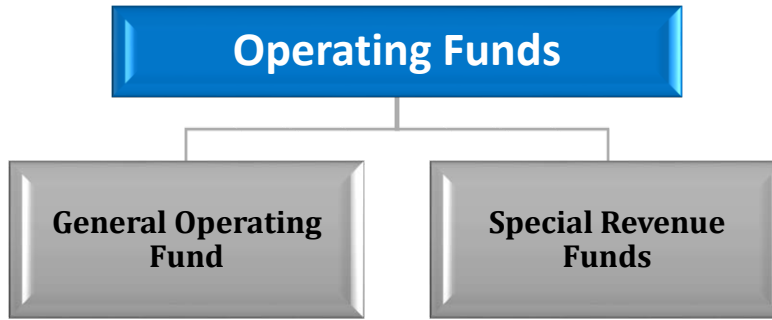 Operating Funds
General Operating
Fund
Special Revenue
Funds